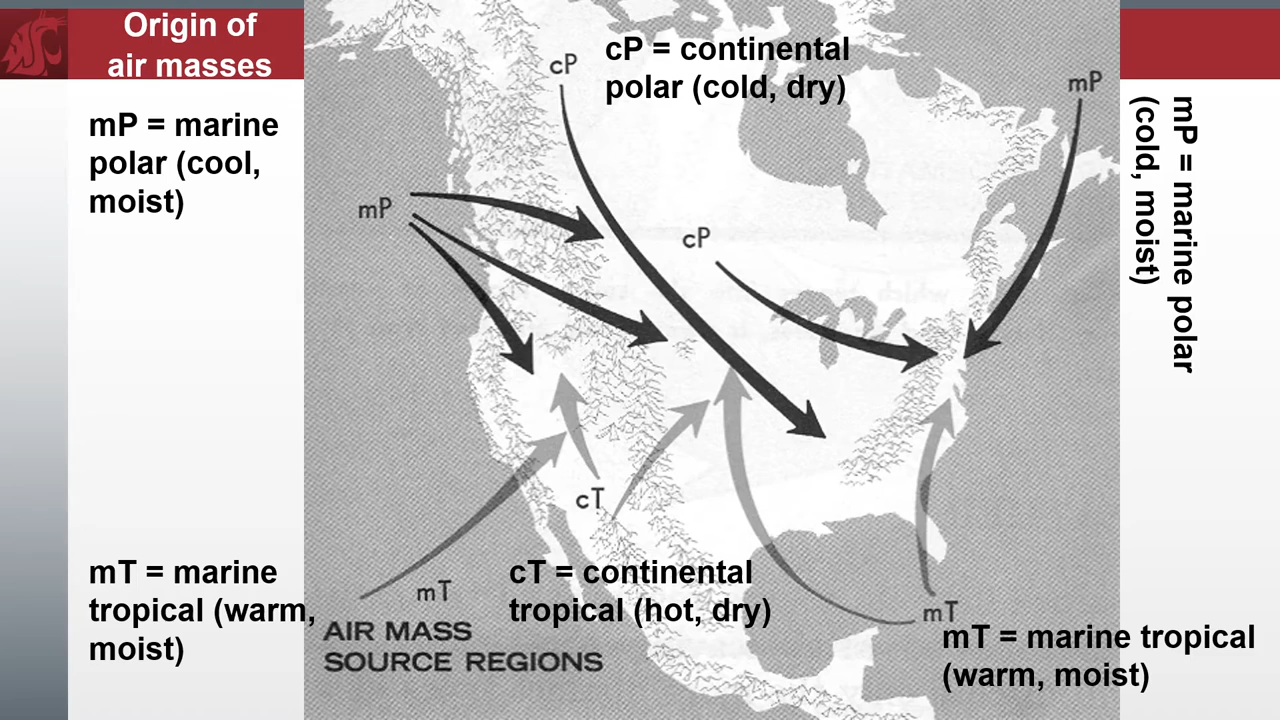 Origin of
air masses
mP = marine
polar (cool,
moist)
cP
cP = continental
polar (cold, dry)
mP
mP = marine polar
(cold, moist)
mP
cP
cT
mT = marine
tropical (warm,
moist)
mT
cT = continental
tropical (hot, dry)
AIR MASS
SOURCE REGIONS
mT
mT = marine tropical
(warm, moist)